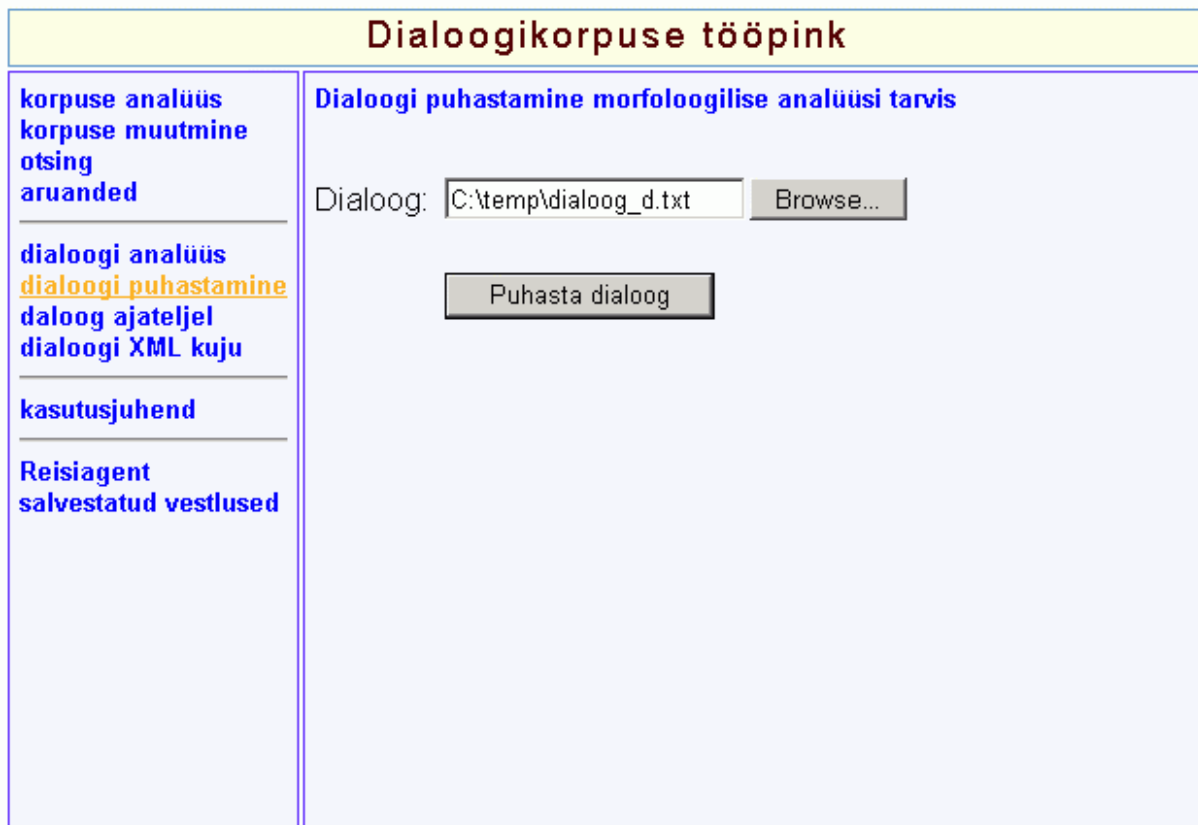 Dialoogikorpuse tööpink
korpuse analüüs
korpuse muutmine
otsing
aruanded
dialoogi analüüs
dialoogi puhastamine
daloog ajateljel
dialoogi XML kuju
kasutusjuhend
Reisiagent
salvestatud vestlused
Dialoogi puhastamine morfoloogilise analüüsi tarvis
Dialoog: C:\temp\dialoog_d.txt Browse...
Puhasta dialoog